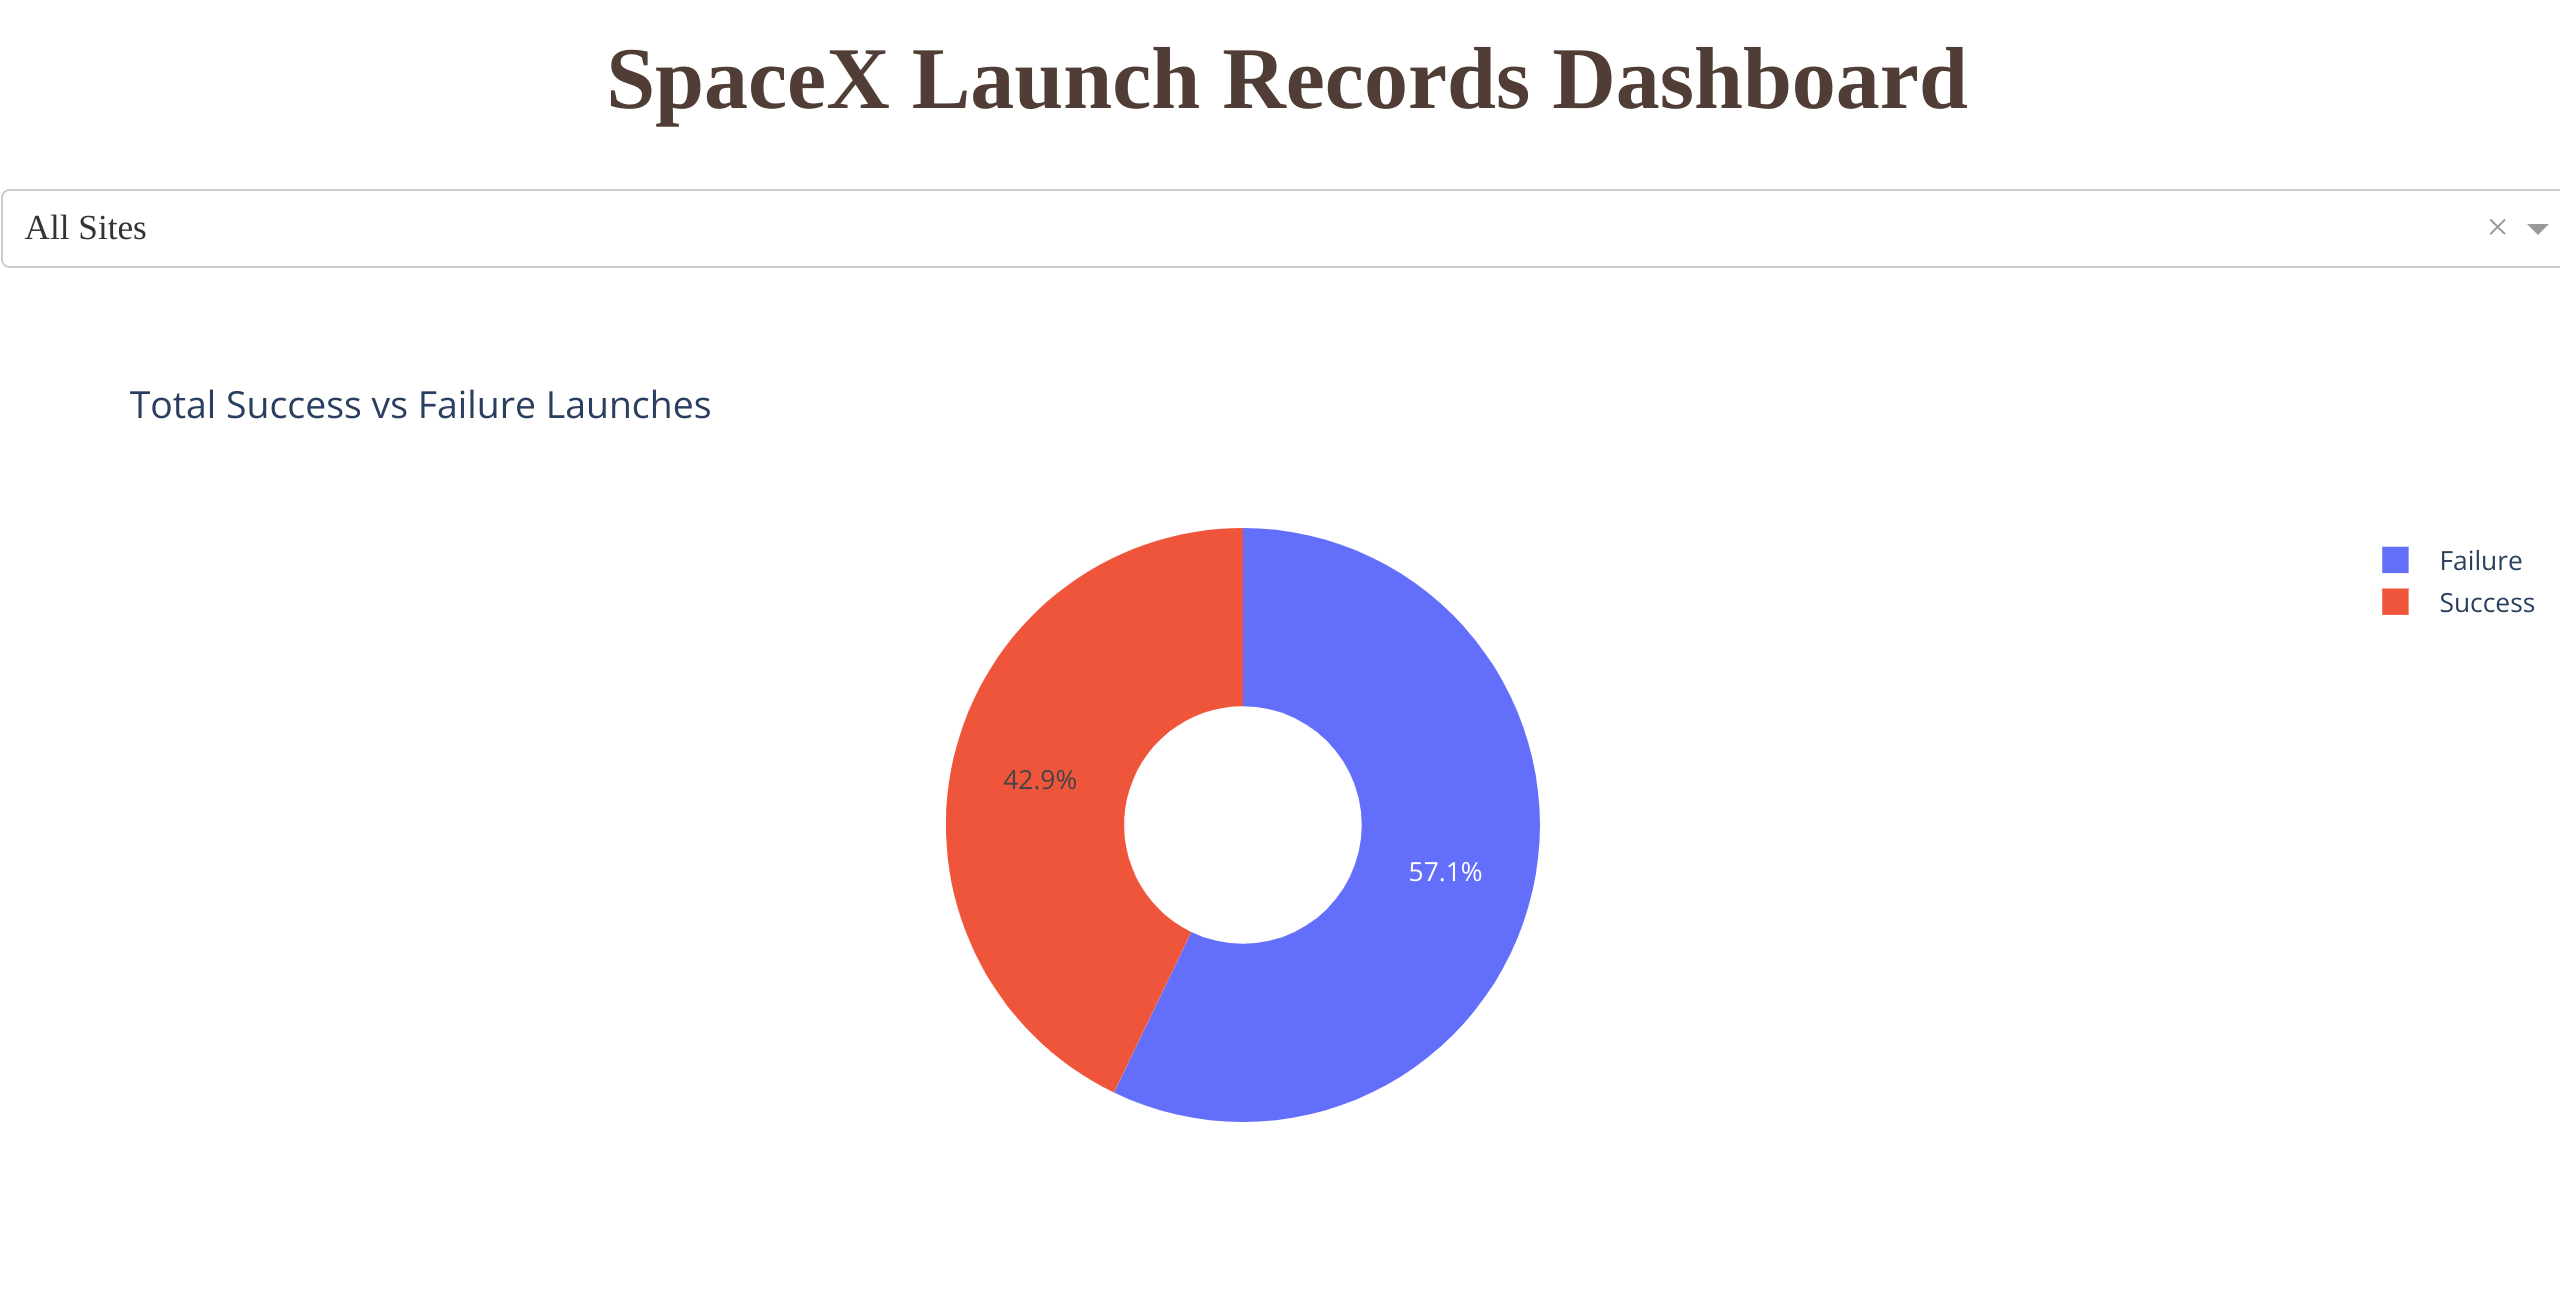 SpaceX Launch Records Dashboard
All Sites
Total Success vs Failure Launches
Failure
Success
42.9%
57.1%